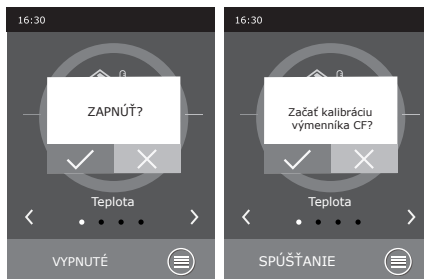 16:30
ZAPNÚŤ?
Teplota
VYPNUTÉ
16:30
Začať kalibráciu
výmenníka CF?
Teplota
SPÚŠŤANIE